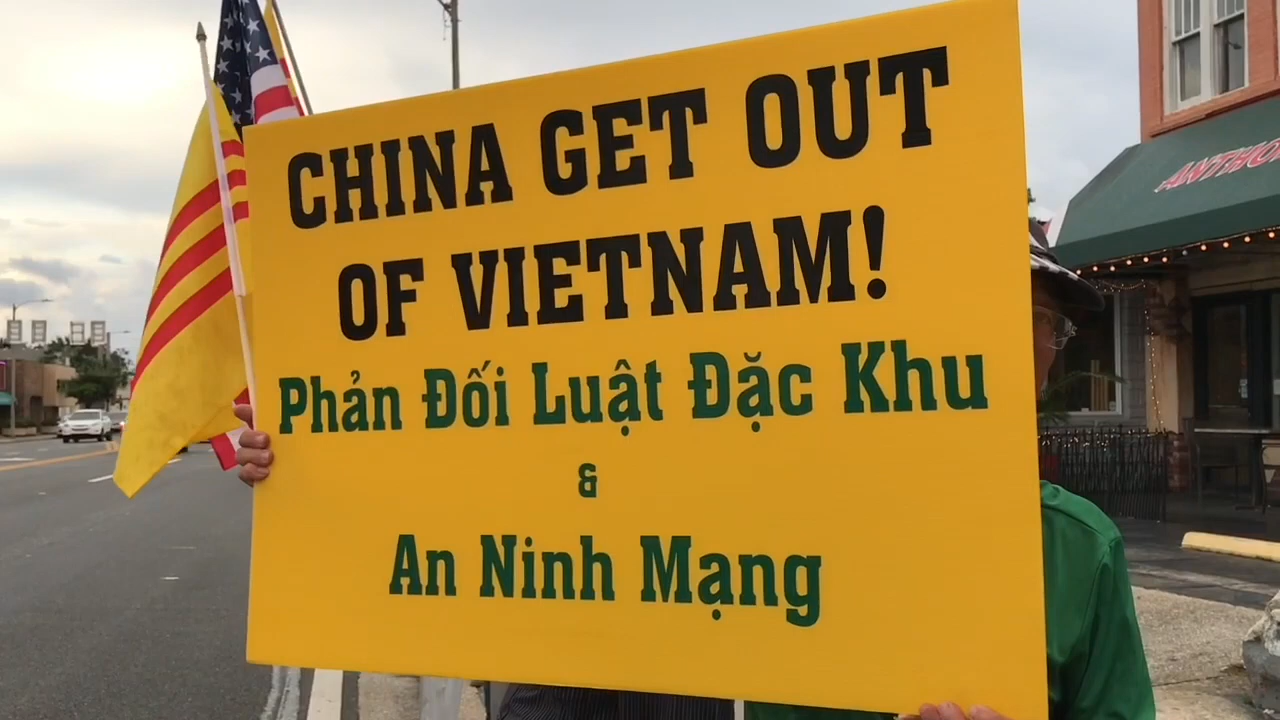 CHINA GET OUT
OF VIETNAM!
Phản Đối Luật Đặc Khu
&
An Ninh Mạng